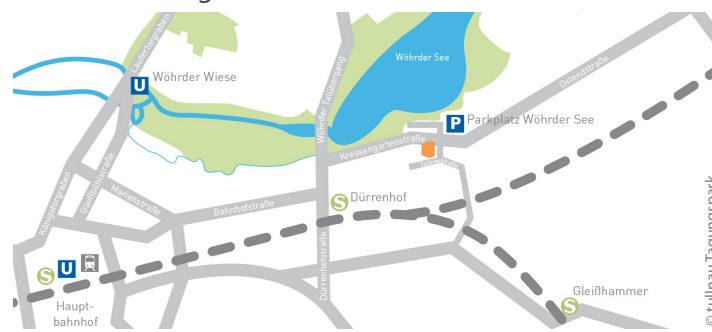 Laufertorgraben
U
Wöhrder Wiese
Wöhrder Talübergang
Wöhrder See
Ostendstraße
P
Parkplatz Wöhrder See
Kressengartenstraße
Königstorgraben
Gleißbühlstraße
Marienstraße
Bahnhofstraße
S
Dürrenhof
Dürrenhofstraße
S
U
Haupt-
bahnhof
Gleißhammer
S
© tullnau Tagungspark